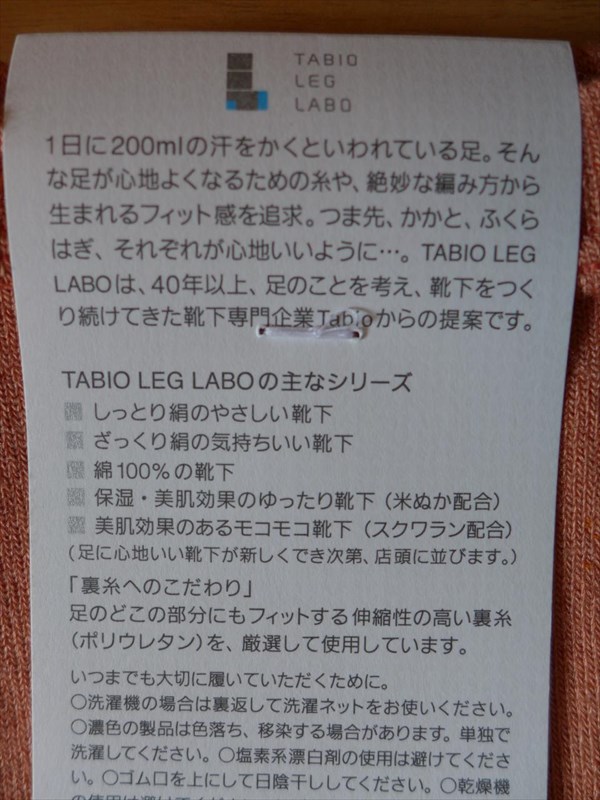 TABIO
LEG
LABO
1日に200mlの汗をかくといわれている足。そん
な足が心地よくなるための糸や、絶妙な編み方から
生まれるフィット感を追求。つま先、かかと、ふくら
はぎ、それぞれが心地いいように…。TABIO LEG
LABOは、40年以上、足のことを考え、靴下をつく
り続けてきた靴下専門企業Tabioからの提案です。
TABIO LEG LABOの主なシリーズ
しっとり絹のやさしい靴下
ざっくり絹の気持ちいい靴下
綿100%の靴下
保湿・美肌効果のゆったり靴下（米ぬか配合）
美肌効果のあるモコモコ靴下（スクワラン配合）
（足に心地いい靴下が新しくでき次第、店頭に並びます。）
「裏糸へのこだわり」
足のどこの部分にもフィットする伸縮性の高い裏糸
（ポリウレタン）を、厳選して使用しています。
いつまでも大切に履いていただくために。
○洗濯機の場合は裏返して洗濯ネットをお使いください。
○濃色の製品は色落ち、移染する場合があります。単独で
洗濯してください。○塩素系漂白剤の使用は避けてくださ
い。○ゴム口を上にして日陰干ししてください。○乾燥機
の使用は避けてください